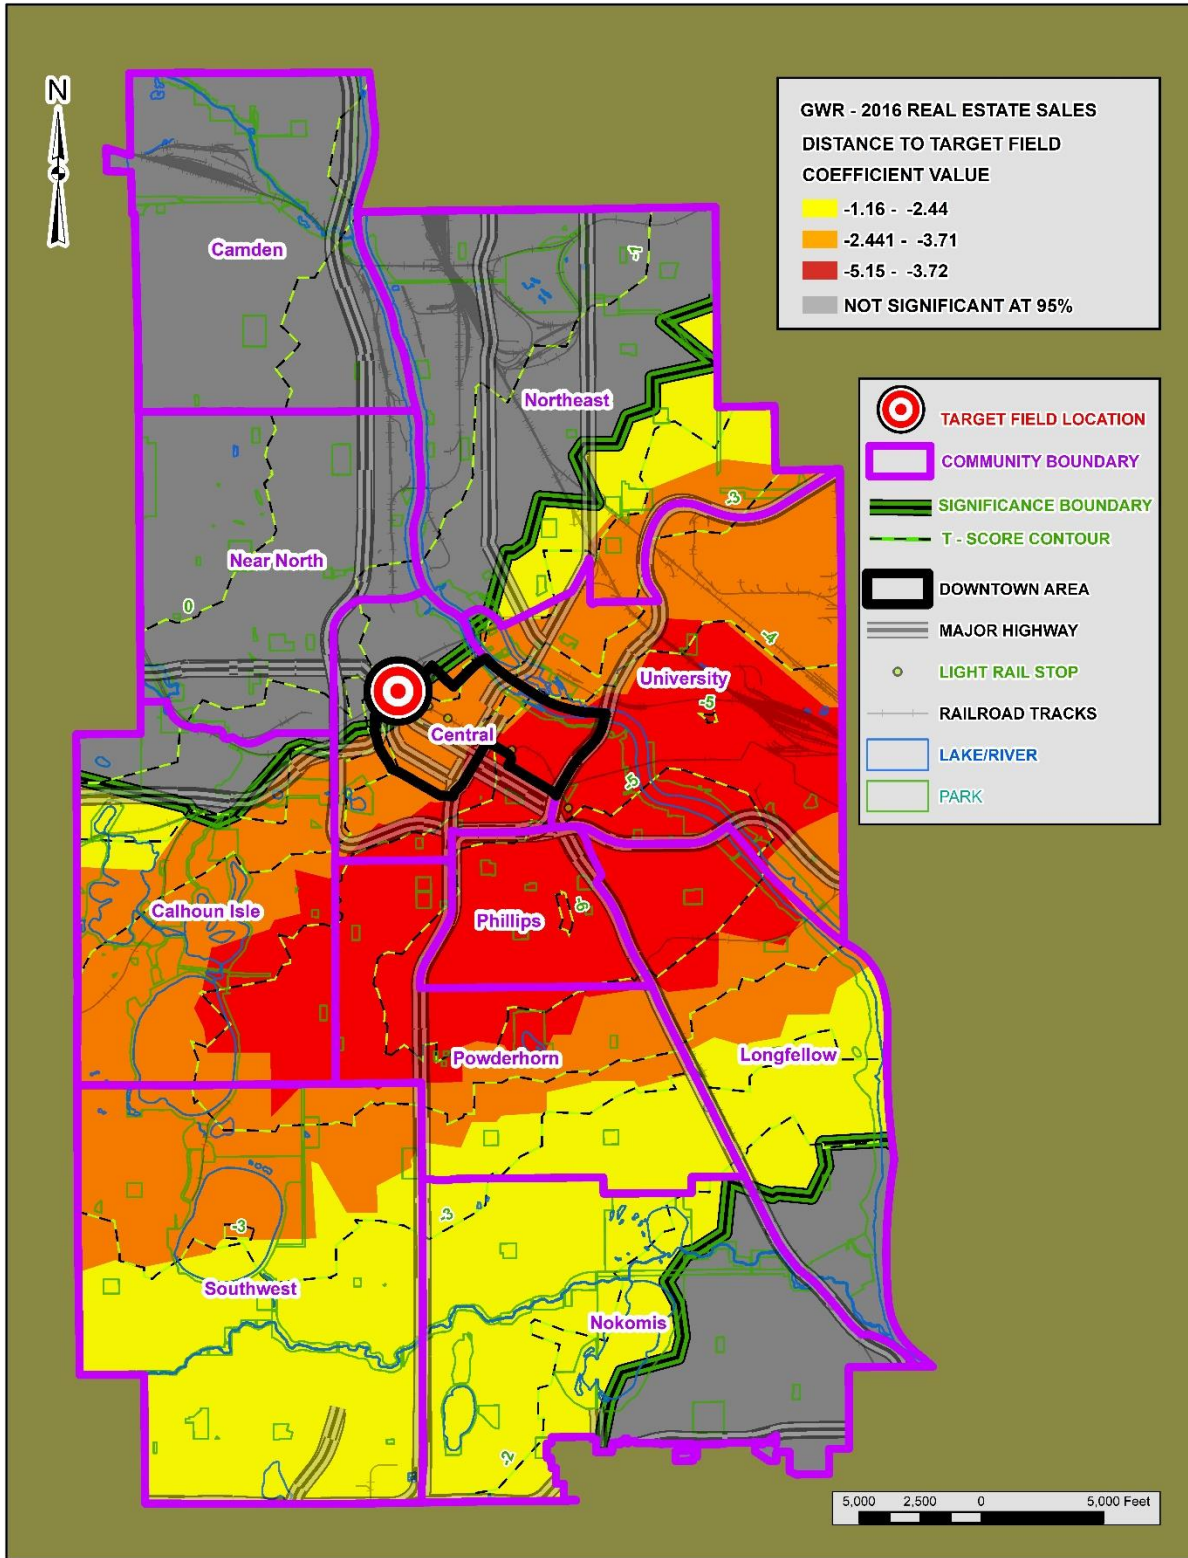 N
GWR - 2016 REAL ESTATE SALES
DISTANCE TO TARGET FIELD
COEFFICIENT VALUE
-1.16 - -2.44
-2.441 - -3.71
-5.15 - -3.72
NOT SIGNIFICANT AT 95%
TARGET FIELD LOCATION
COMMUNITY BOUNDARY
SIGNIFICANCE BOUNDARY
T - SCORE CONTOUR
DOWNTOWN AREA
MAJOR HIGHWAY
LIGHT RAIL STOP
RAILROAD TRACKS
LAKE/RIVER
PARK
Camden
-1
Northeast
-3
Near North
0
-4
University
-5
Central
-5
Calhoun Isle
Phillips
-6
Powderhorn
Longfellow
-3
-3
Southwest
Nokomis
-2
5,000 2,500 0 5,000 Feet